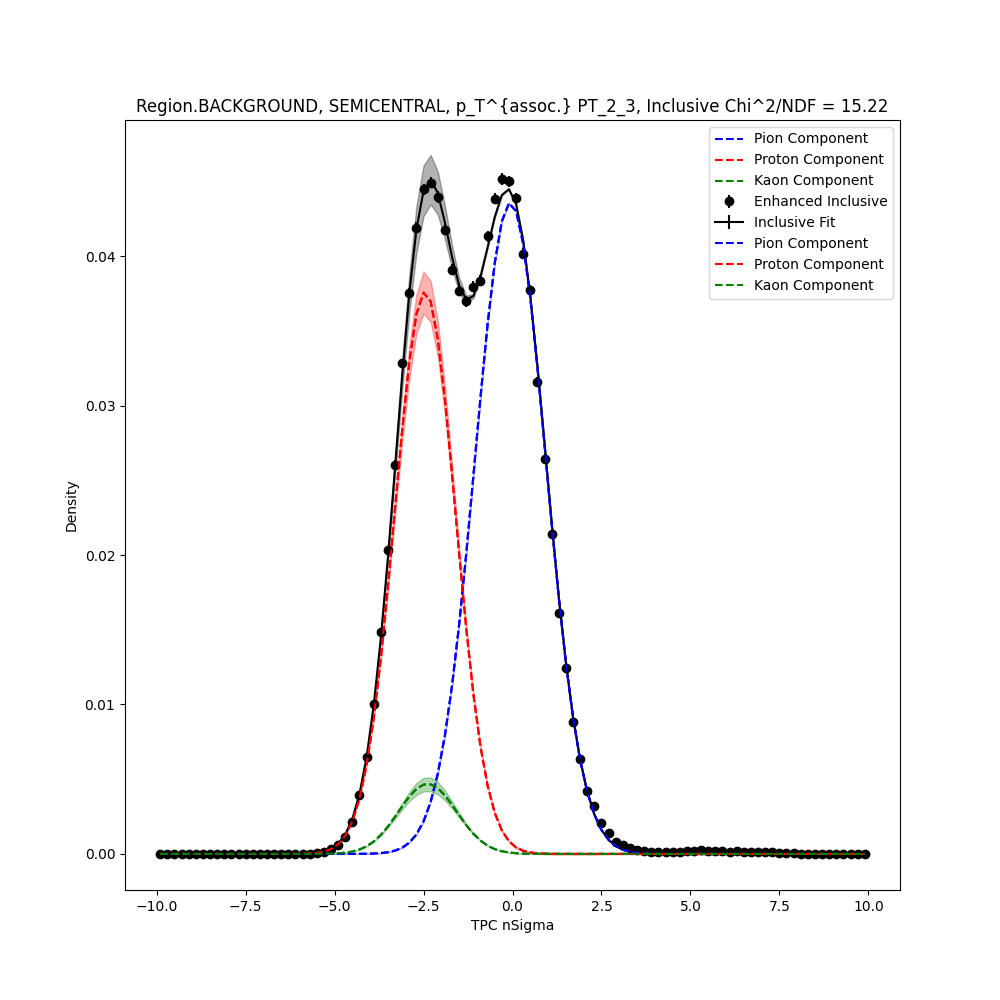 Region.BACKGROUND, SEMICENTRAL, p_T^{assoc.} PT_2_3, Inclusive Chi^2/NDF = 15.22
Pion Component
Proton Component
Kaon Component
Enhanced Inclusive
Inclusive Fit
Pion Component
Proton Component
Kaon Component
0.04
0.03
0.02
0.01
0.00
Density
−10.0 −7.5 −5.0 −2.5 0.0 2.5 5.0 7.5 10.0
TPC nSigma